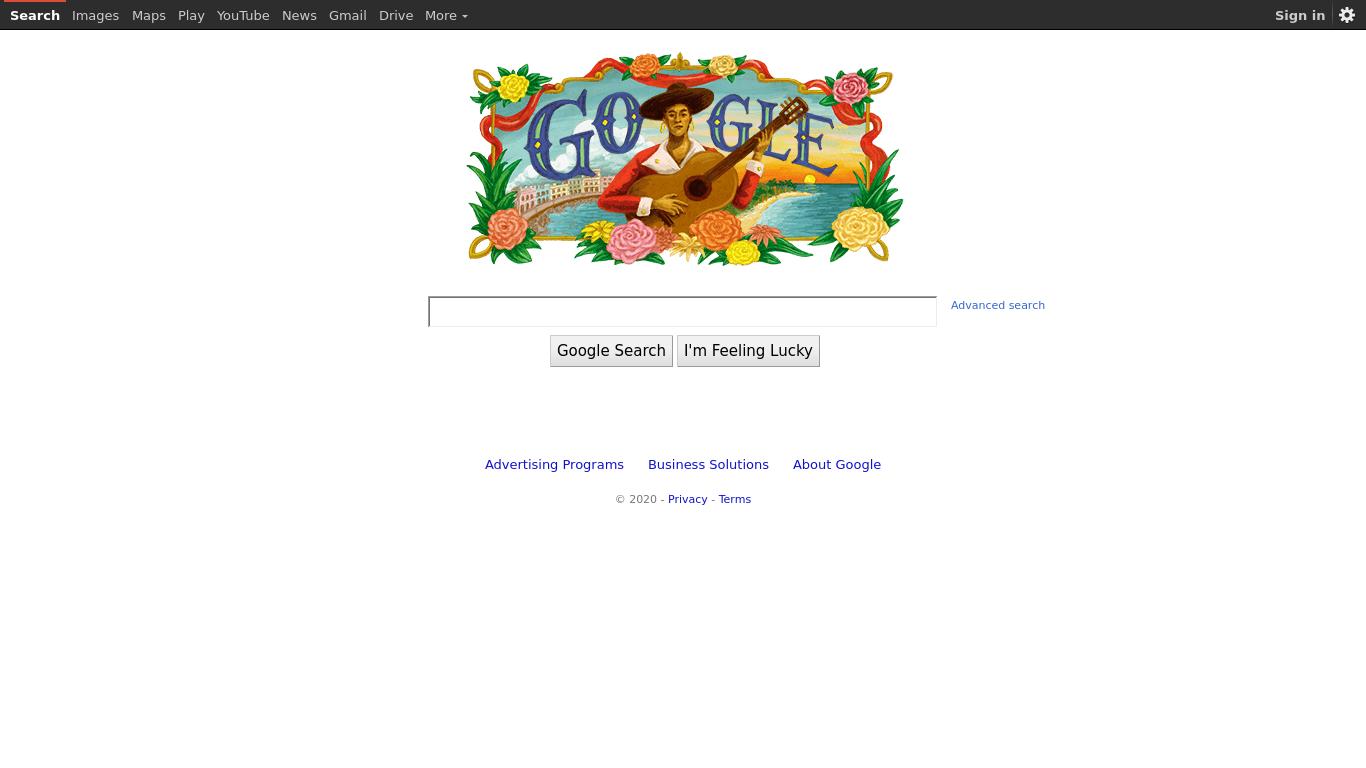 Search Images Maps Play YouTube News Gmail Drive More Sign in
GOOGLE
Advanced search
Google Search I'm Feeling Lucky
Advertising Programs Business Solutions About Google
© 2020 - Privacy - Terms